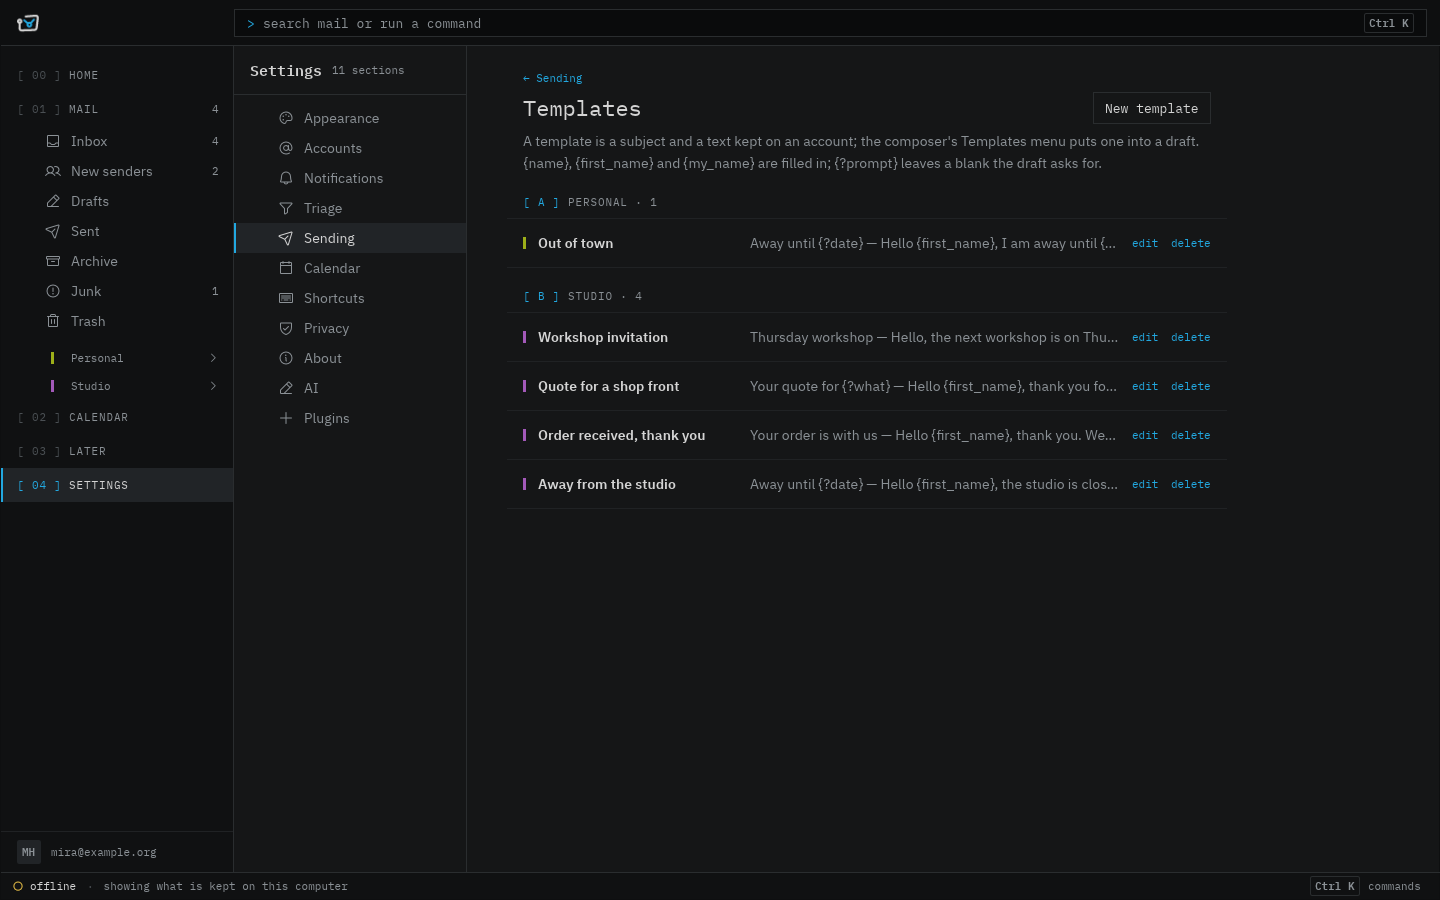 > search mail or run a command Ctrl K
[ 00 ] HOME
[ 01 ] MAIL 4
Inbox 4
New senders 2
Drafts
Sent
Archive
Junk 1
Trash
Personal
Studio
[ 02 ] CALENDAR
[ 03 ] LATER
[ 04 ] SETTINGS
MH mira@example.org
Settings 11 sections
Appearance
Accounts
Notifications
Triage
Sending
Calendar
Shortcuts
Privacy
About
AI
Plugins
← Sending
Templates
New template
A template is a subject and a text kept on an account; the composer's Templates menu puts one into a draft.
{name}, {first_name} and {my_name} are filled in; {?prompt} leaves a blank the draft asks for.
[ A ] PERSONAL · 1
Out of town Away until {?date} — Hello {first_name}, I am away until {... edit delete
[ B ] STUDIO · 4
Workshop invitation Thursday workshop — Hello, the next workshop is on Thu... edit delete
Quote for a shop front Your quote for {?what} — Hello {first_name}, thank you fo... edit delete
Order received, thank you Your order is with us — Hello {first_name}, thank you. We... edit delete
Away from the studio Away until {?date} — Hello {first_name}, the studio is clos... edit delete
offline · showing what is kept on this computer
Ctrl K commands